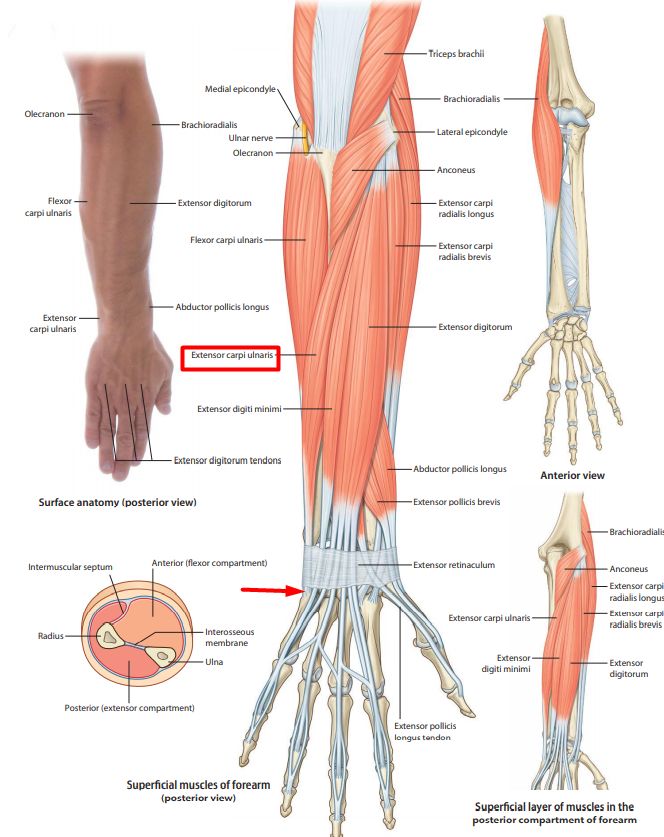 Olecranon
Brachioradialis
Flexor
carpi ulnaris
Extensor digitorum
Extensor
carpi ulnaris
Abductor pollicis longus
Extensor digitorum tendons
Surface anatomy (posterior view)
Triceps brachii
Medial epicondyle
Brachioradialis
Ulnar nerve
Lateral epicondyle
Olecranon
Anconeus
Extensor carpi
radialis longus
Flexor carpi ulnaris
Extensor carpi
radialis brevis
Extensor digitorum
Extensor carpi ulnaris
Extensor digiti minimi
Abductor pollicis longus
Extensor pollicis brevis
Extensor retinaculum
Extensor pollicis
longus tendon
Superficial muscles of forearm
(posterior view)
Anterior view
Intermuscular septum
Anterior (flexor compartment)
Radius
Interosseous
membrane
Ulna
Posterior (extensor compartment)
Brachioradialis
Anconeus
Extensor carpi
radialis longus
Extensor carpi
radialis brevis
Extensor carpi ulnaris
Extensor
digiti minimi
Extensor
digitorum
Superficial layer of muscles in the
posterior compartment of forearm